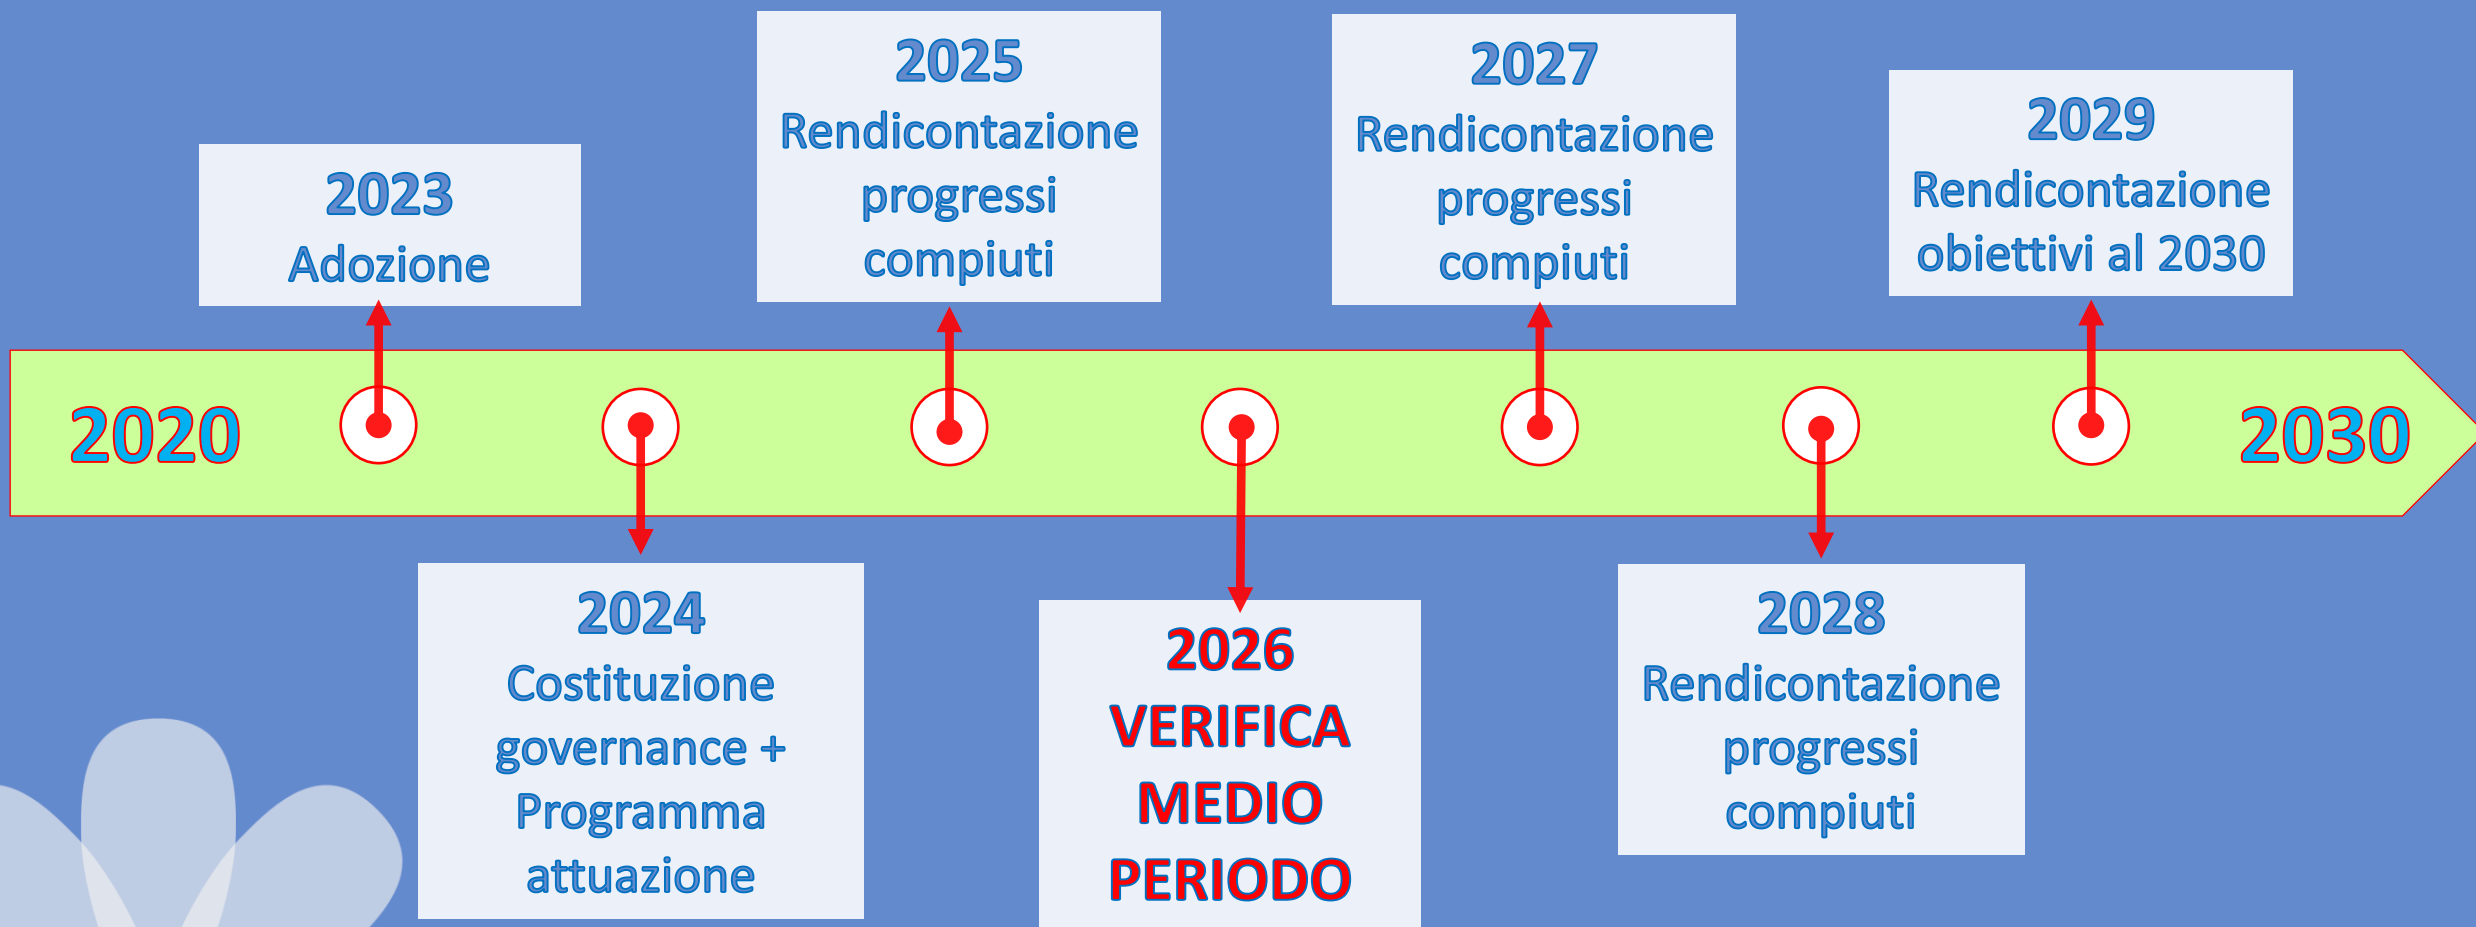 2023
Adozione
2025
Rendicontazione
progressi
compiuti
2027
Rendicontazione
progressi
compiuti
2029
Rendicontazione
obiettivi al 2030
2020
2030
2024
Costituzione
governance +
Programma
attuazione
2026
VERIFICA
MEDIO
PERIODO
2028
Rendicontazione
progressi
compiuti